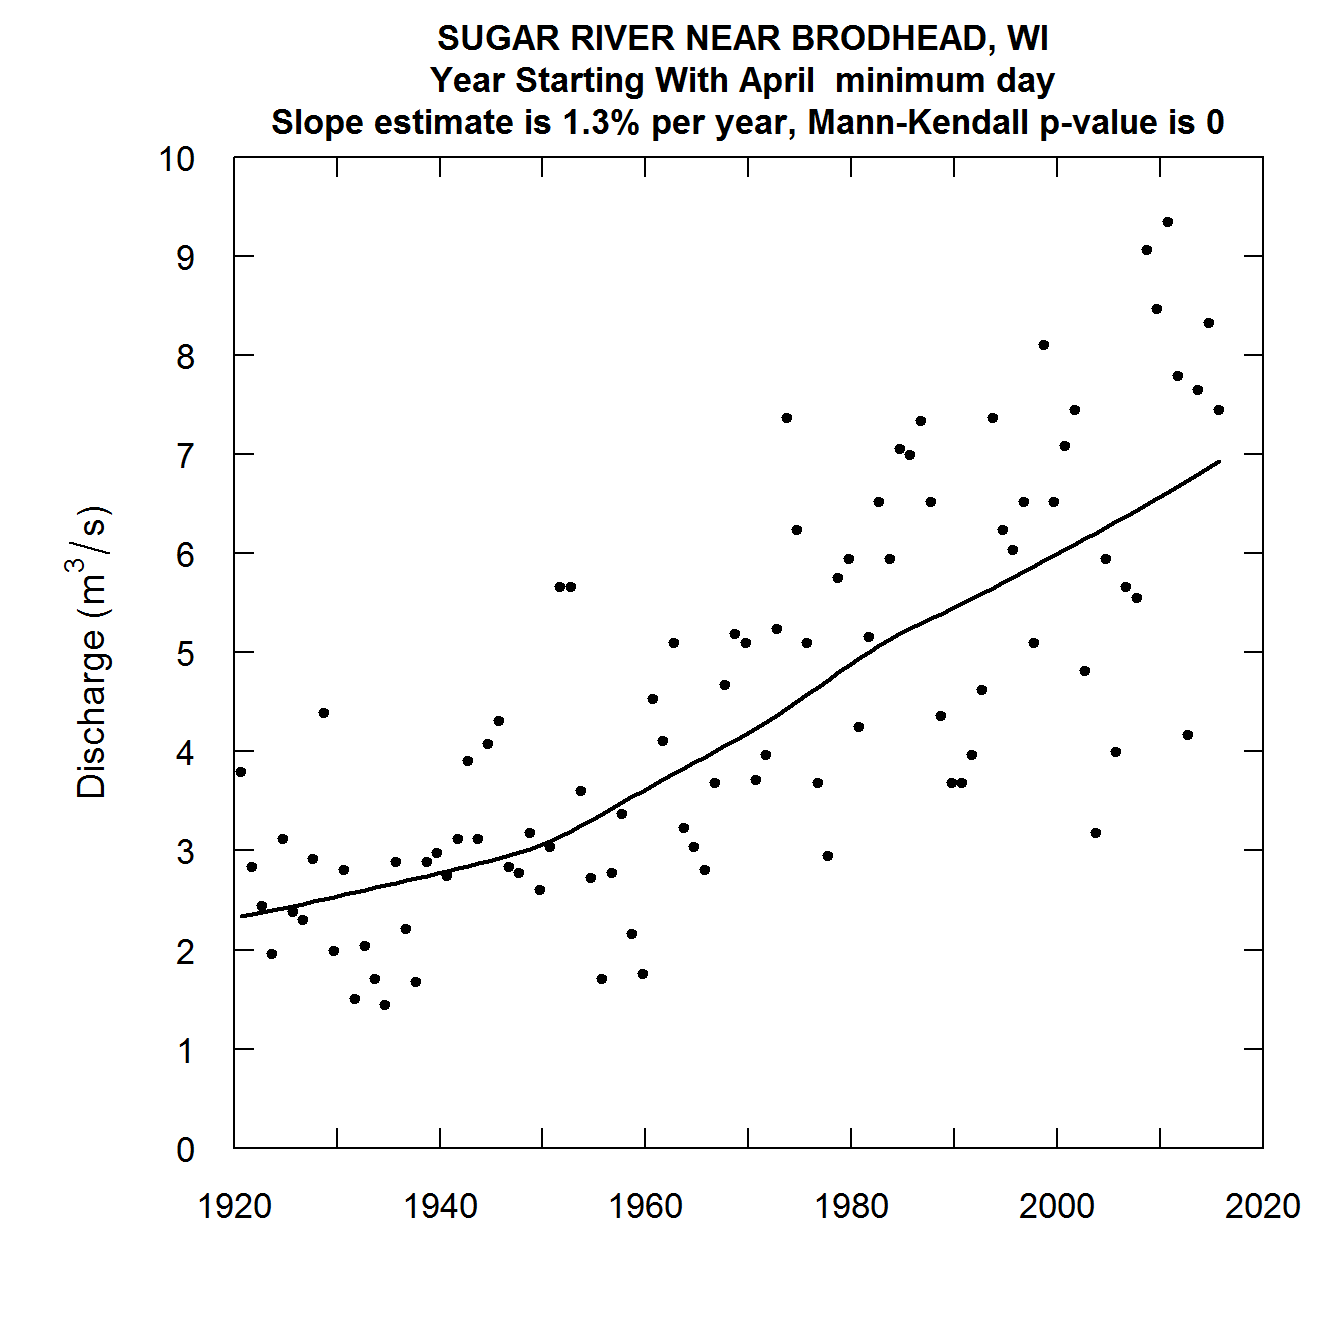 SUGAR RIVER NEAR BRODHEAD, WI
Year Starting With April  minimum day
Slope estimate is 1.3% per year, Mann-Kendall p-value is 0
10
9
8
7
6
5
4
3
2
1
0
Discharge (m³/s)
1920 1940 1960 1980 2000 2020